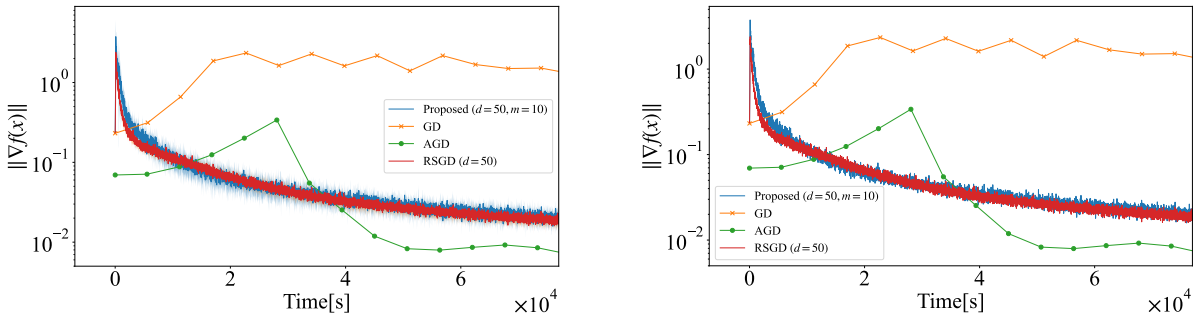 ‖∇f(x)‖
10⁰
10⁻¹
10⁻²
Proposed (d = 50, m = 10)
GD
AGD
RSGD (d = 50)
0 2 4 6
Time[s]
×10⁴
‖∇f(x)‖
10⁰
10⁻¹
10⁻²
Proposed (d = 50, m = 10)
GD
AGD
RSGD (d = 50)
0 2 4 6
Time[s]
×10⁴